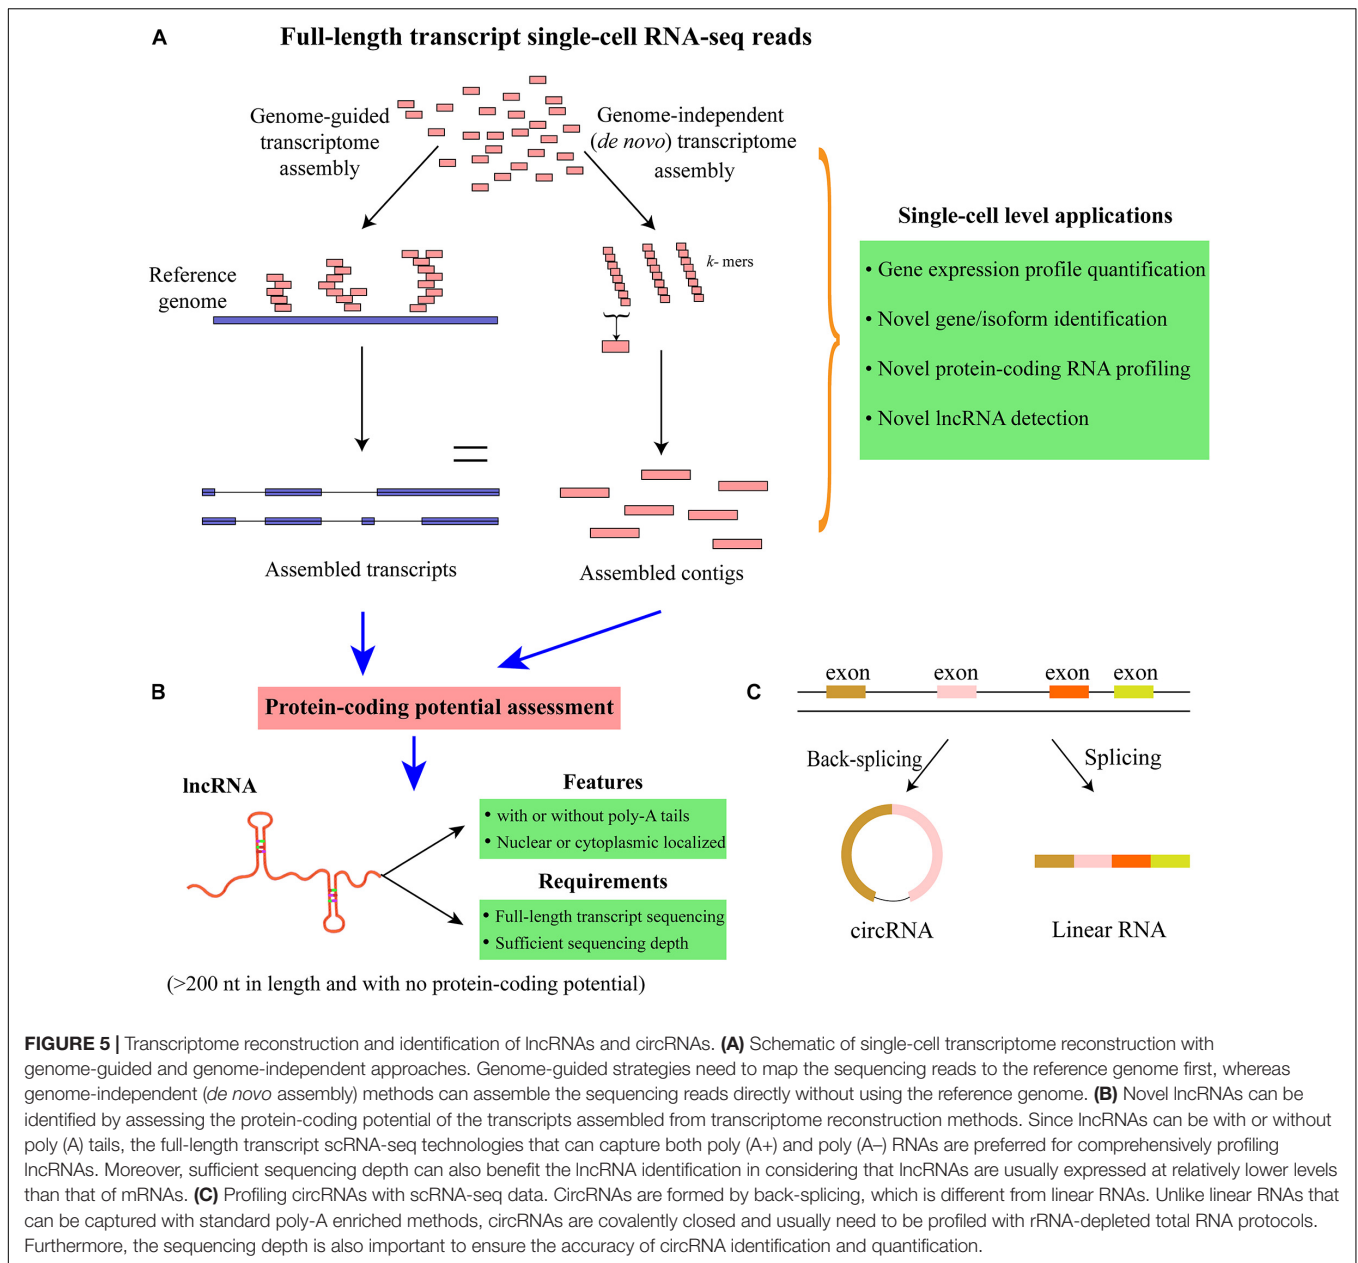 A
Full-length transcript single-cell RNA-seq reads
Genome-guided
transcriptome
assembly
Genome-independent
(de novo) transcriptome
assembly
Reference
genome
k- mers
Assembled transcripts
Assembled contigs
Single-cell level applications
• Gene expression profile quantification
• Novel gene/isoform identification
• Novel protein-coding RNA profiling
• Novel lncRNA detection
B
Protein-coding potential assessment
lncRNA
Features
• with or without poly-A tails
• Nuclear or cytoplasmic localized
Requirements
• Full-length transcript sequencing
• Sufficient sequencing depth
(>200 nt in length and with no protein-coding potential)
C
exon exon exon exon
Back-splicing
Splicing
circRNA
Linear RNA
FIGURE 5 | Transcriptome reconstruction and identification of lncRNAs and circRNAs. (A) Schematic of single-cell transcriptome reconstruction with
genome-guided and genome-independent approaches. Genome-guided strategies need to map the sequencing reads to the reference genome first, whereas
genome-independent (de novo assembly) methods can assemble the sequencing reads directly without using the reference genome. (B) Novel lncRNAs can be
identified by assessing the protein-coding potential of the transcripts assembled from transcriptome reconstruction methods. Since lncRNAs can be with or without
poly (A) tails, the full-length transcript scRNA-seq technologies that can capture both poly (A+) and poly (A–) RNAs are preferred for comprehensively profiling
lncRNAs. Moreover, sufficient sequencing depth can also benefit the lncRNA identification in considering that lncRNAs are usually expressed at relatively lower levels
than that of mRNAs. (C) Profiling circRNAs with scRNA-seq data. CircRNAs are formed by back-splicing, which is different from linear RNAs. Unlike linear RNAs that
can be captured with standard poly-A enriched methods, circRNAs are covalently closed and usually need to be profiled with rRNA-depleted total RNA protocols.
Furthermore, the sequencing depth is also important to ensure the accuracy of circRNA identification and quantification.